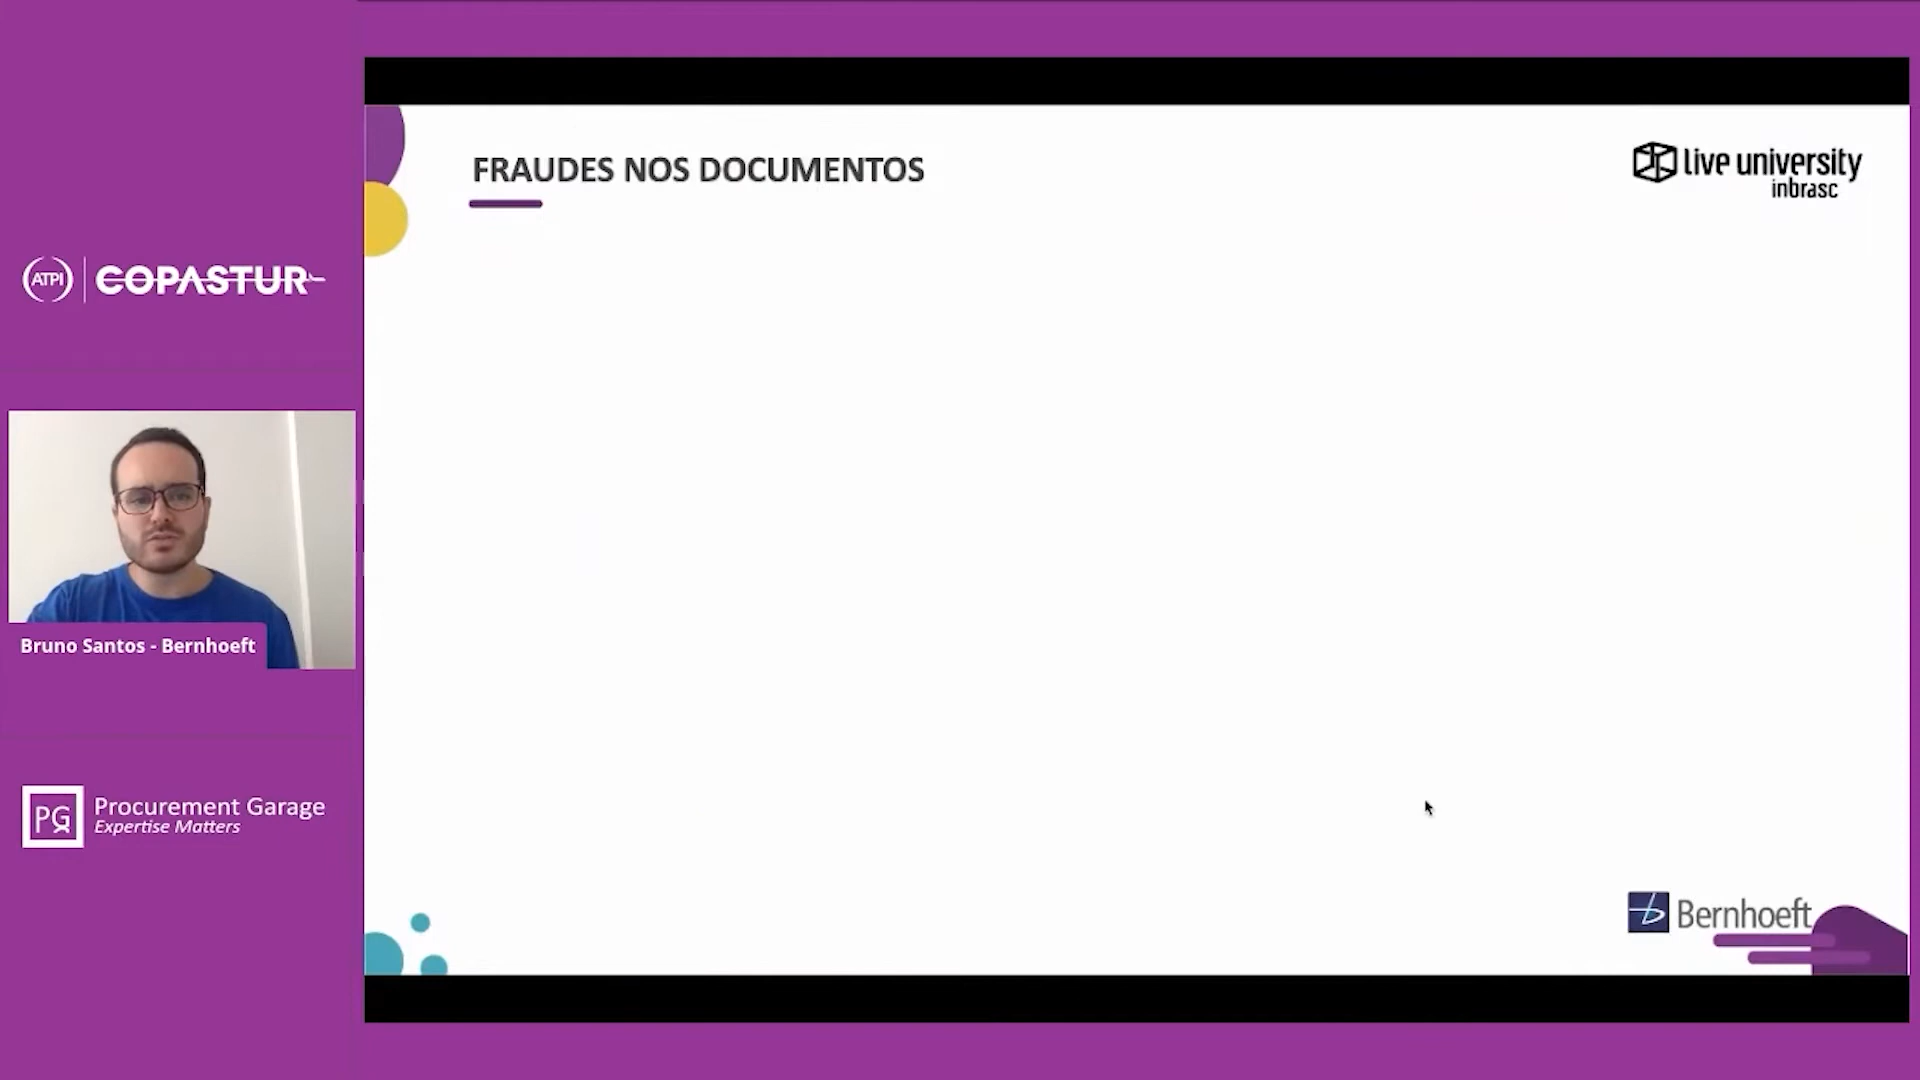 FRAUDES NOS DOCUMENTOS
live university
inbrasc
ATPI COPASTUR
Bruno Santos - Bernhoeft
PG Procurement Garage
Expertise Matters
Bernhoeft